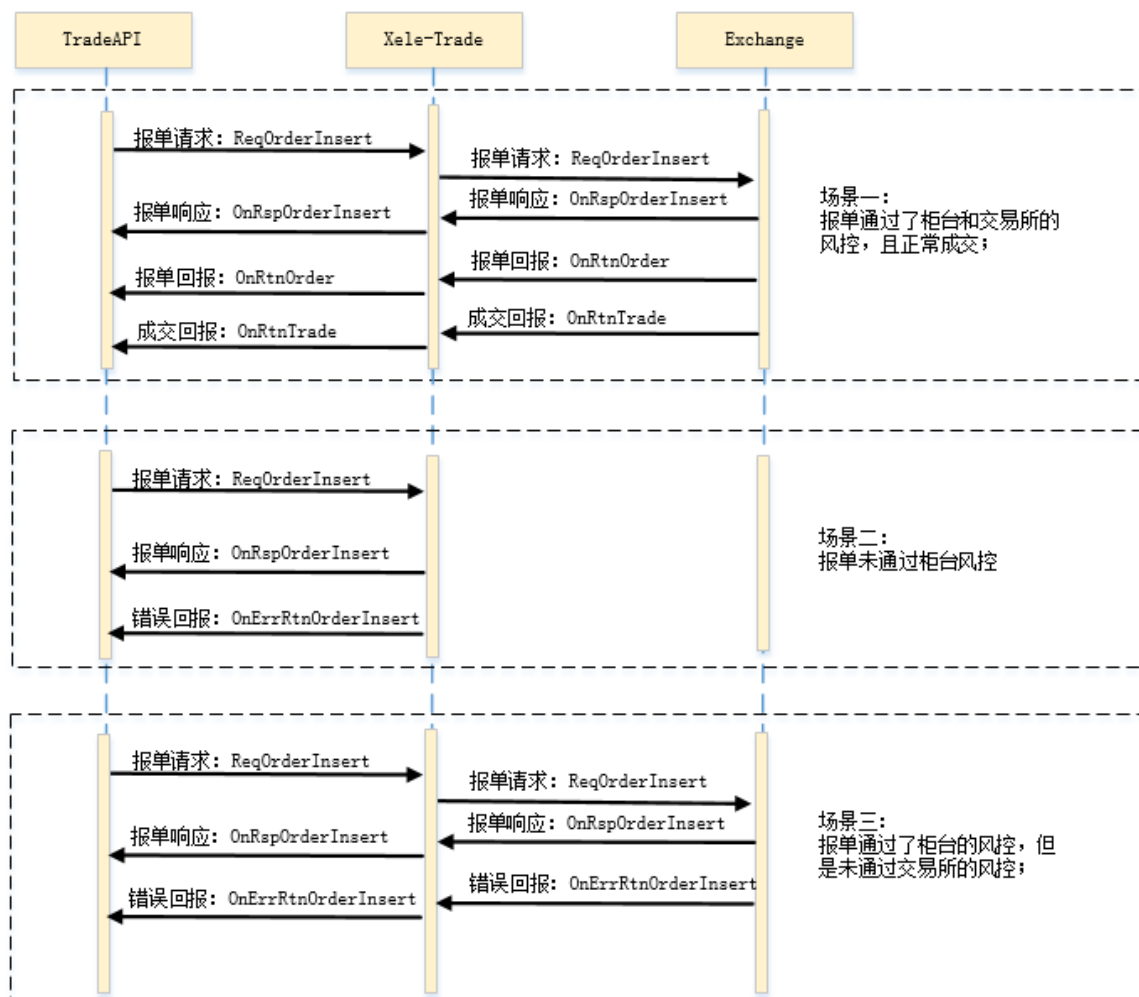 TradeAPI
Xele-Trade
Exchange
报单请求：ReqOrderInsert
报单请求：ReqOrderInsert
报单响应：OnRspOrderInsert
报单响应：OnRspOrderInsert
报单回报：OnRtnOrder
报单回报：OnRtnOrder
成交回报：OnRtnTrade
成交回报：OnRtnTrade
场景一：
报单通过了柜台和交易所的
风控，且正常成交；
报单请求：ReqOrderInsert
报单响应：OnRspOrderInsert
错误回报：OnErrRtnOrderInsert
场景二：
报单未通过柜台风控
报单请求：ReqOrderInsert
报单请求：ReqOrderInsert
报单响应：OnRspOrderInsert
报单响应：OnRspOrderInsert
错误回报：OnErrRtnOrderInsert
错误回报：OnErrRtnOrderInsert
场景三：
报单通过了柜台的风控，但
是未通过交易所的风控；